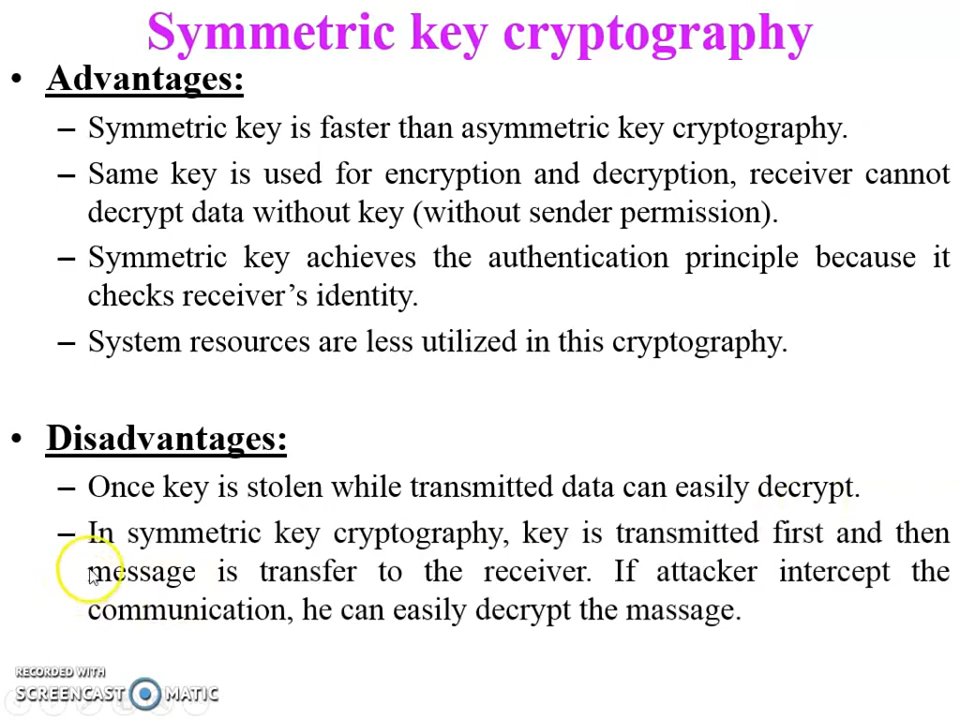 Symmetric key cryptography
• Advantages:
– Symmetric key is faster than asymmetric key cryptography.
– Same key is used for encryption and decryption, receiver cannot
decrypt data without key (without sender permission).
– Symmetric key achieves the authentication principle because it
checks receiver’s identity.
– System resources are less utilized in this cryptography.
• Disadvantages:
– Once key is stolen while transmitted data can easily decrypt.
– In symmetric key cryptography, key is transmitted first and then
message is transfer to the receiver. If attacker intercept the
communication, he can easily decrypt the massage.
RECORDED WITH
SCREENCAST MATIC